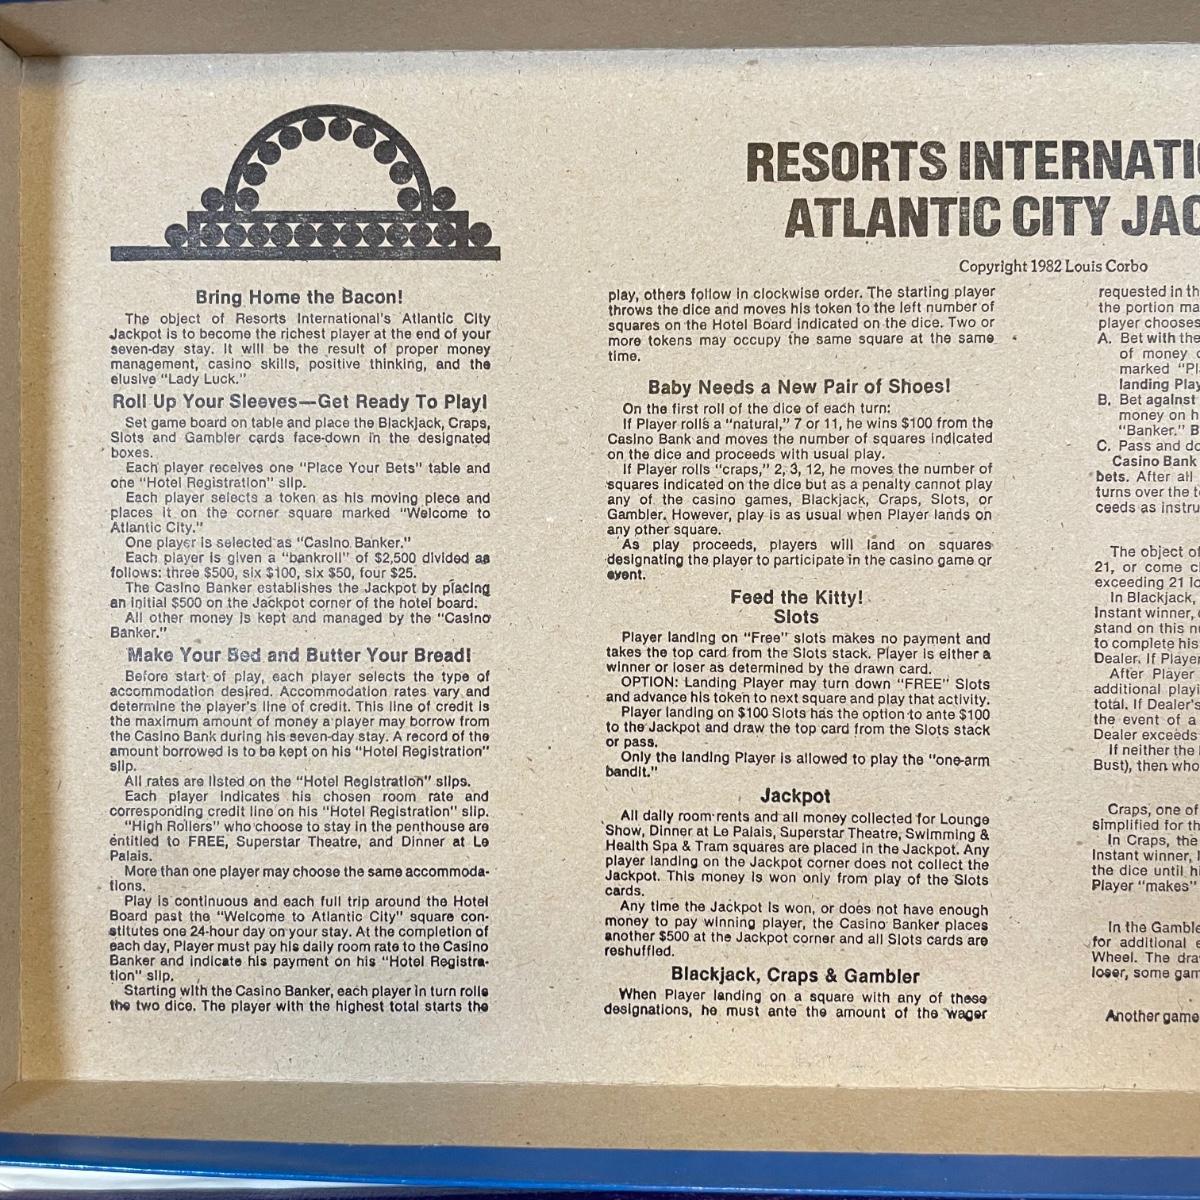 RESORTS INTERNATI
ATLANTIC CITY JAC
Copyright 1982 Louis Corbo
Bring Home the Bacon!
The object of Resorts International's Atlantic City
Jackpot is to become the richest player at the end of your
seven-day stay. It will be the result of proper money
management, casino skills, positive thinking, and the
elusive "Lady Luck."
Roll Up Your Sleeves—Get Ready To Play!
Set game board on table and place the Blackjack, Craps,
Slots and Gambler cards face-down in the designated
boxes.
Each player receives one "Place Your Bets" table and
one "Hotel Registration" slip.
Each player selects a token as his moving piece and
places it on the corner square marked "Welcome to
Atlantic City."
One player is selected as "Casino Banker."
Each player is given a "bankroll" of $2,500 divided as
follows: three $500, six $100, six $50, four $25.
The Casino Banker establishes the Jackpot by placing
an initial $500 on the Jackpot corner of the hotel board.
All other money is kept and managed by the "Casino
Banker."
Make Your Bed and Butter Your Bread!
Before start of play, each player selects the type of
accommodation desired. Accommodation rates vary and
determine the player's line of credit. This line of credit is
the maximum amount of money a player may borrow from
the Casino Bank during his seven-day stay. A record of the
amount borrowed is to be kept on his "Hotel Registration"
slip.
All rates are listed on the "Hotel Registration" slips.
Each player indicates his chosen room rate and
corresponding credit line on his "Hotel Registration" slip.
"High Rollers" who choose to stay in the penthouse are
entitled to FREE, Superstar Theatre, and Dinner at Le
Palais.
More than one player may choose the same accommoda-
tions.
Play is continuous and each full trip around the Hotel
Board past the "Welcome to Atlantic City" square con-
stitutes one 24-hour day on your stay. At the completion of
each day, Player must pay his daily room rate to the Casino
Banker and indicate his payment on his "Hotel Registra-
tion" slip.
Starting with the Casino Banker, each player in turn rolls
the two dice. The player with the highest total starts the
play, others follow in clockwise order. The starting player
throws the dice and moves his token to the left number of
squares on the Hotel Board indicated on the dice. Two or
more tokens may occupy the same square at the same
time.
Baby Needs a New Pair of Shoes!
On the first roll of the dice of each turn:
If Player rolls a "natural," 7 or 11, he wins $100 from the
Casino Bank and moves the number of squares indicated
on the dice and proceeds with usual play.
If Player rolls "craps," 2, 3, 12, he moves the number of
squares indicated on the dice but as a penalty cannot play
any of the casino games, Blackjack, Craps, Slots, or
Gambler. However, play is as usual when Player lands on
any other square.
As play proceeds, players will land on squares
designating the player to participate in the casino game or
event.
Feed the Kitty!
Slots
Player landing on "Free" slots makes no payment and
takes the top card from the Slots stack. Player is either a
winner or loser as determined by the drawn card.
OPTION: Landing Player may turn down "FREE" Slots
and advance his token to next square and play that activity.
Player landing on $100 Slots has the option to ante $100
to the Jackpot and draw the top card from the Slots stack
or pass.
Only the landing Player is allowed to play the "one-arm
bandit."
Jackpot
All daily room rents and all money collected for Lounge
Show, Dinner at Le Palais, Superstar Theatre, Swimming &
Health Spa & Tram squares are placed in the Jackpot. Any
player landing on the Jackpot corner does not collect the
Jackpot. This money is won only from play of the Slots
cards.
Any time the Jackpot is won, or does not have enough
money to pay winning player, the Casino Banker places
another $500 at the Jackpot corner and all Slots cards are
reshuffled.
Blackjack, Craps & Gambler
When Player landing on a square with any of these
designations, he must ante the amount of the wager
requested in th
the portion ma
player chooses
A. Bet with the
of money o
marked "Pl
landing Play
B. Bet against
money on h
"Banker." B
C. Pass and do
Casino Bank
bets. After all
turns over the t
ceeds as instru
The object of
21, or come cl
exceeding 21 lo
In Blackjack,
Instant winner,
stand on this n
to complete his
Dealer. If Player
After Player
additional playi
total. If Dealer's
the event of a
Dealer exceeds
If neither the
Bust), then who
Craps, one of
simplified for th
In Craps, the
Instant winner, l
the dice until hi
Player "makes"
In the Gamble
for additional e
Wheel. The dra
loser, some gam
Another game